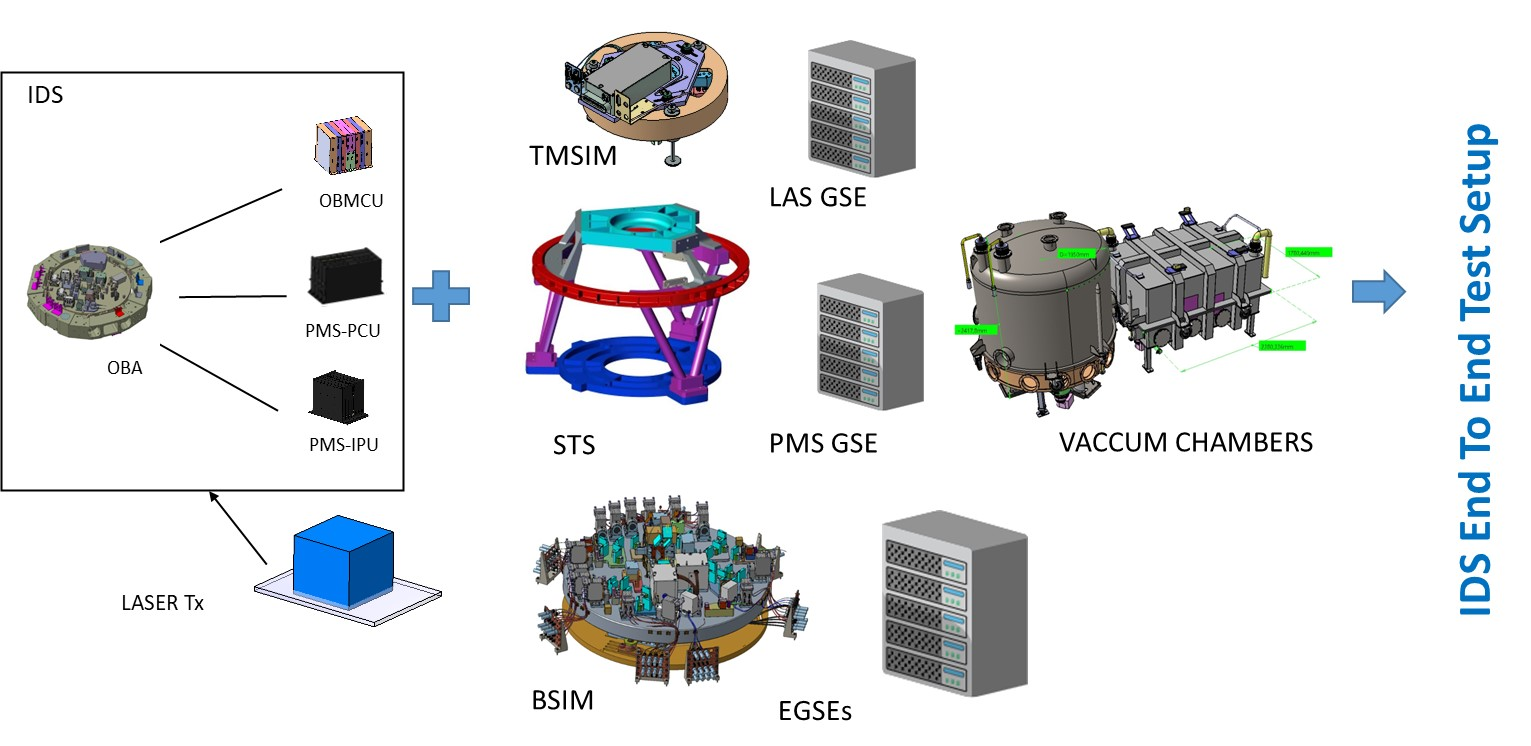 IDS
OBMCU
PMS-PCU
OBA
PMS-IPU
LASER Tx
TMSIM
LAS GSE
STS
PMS GSE
VACCUM CHAMBERS
BSIM
EGSEs
IDS End To End Test Setup